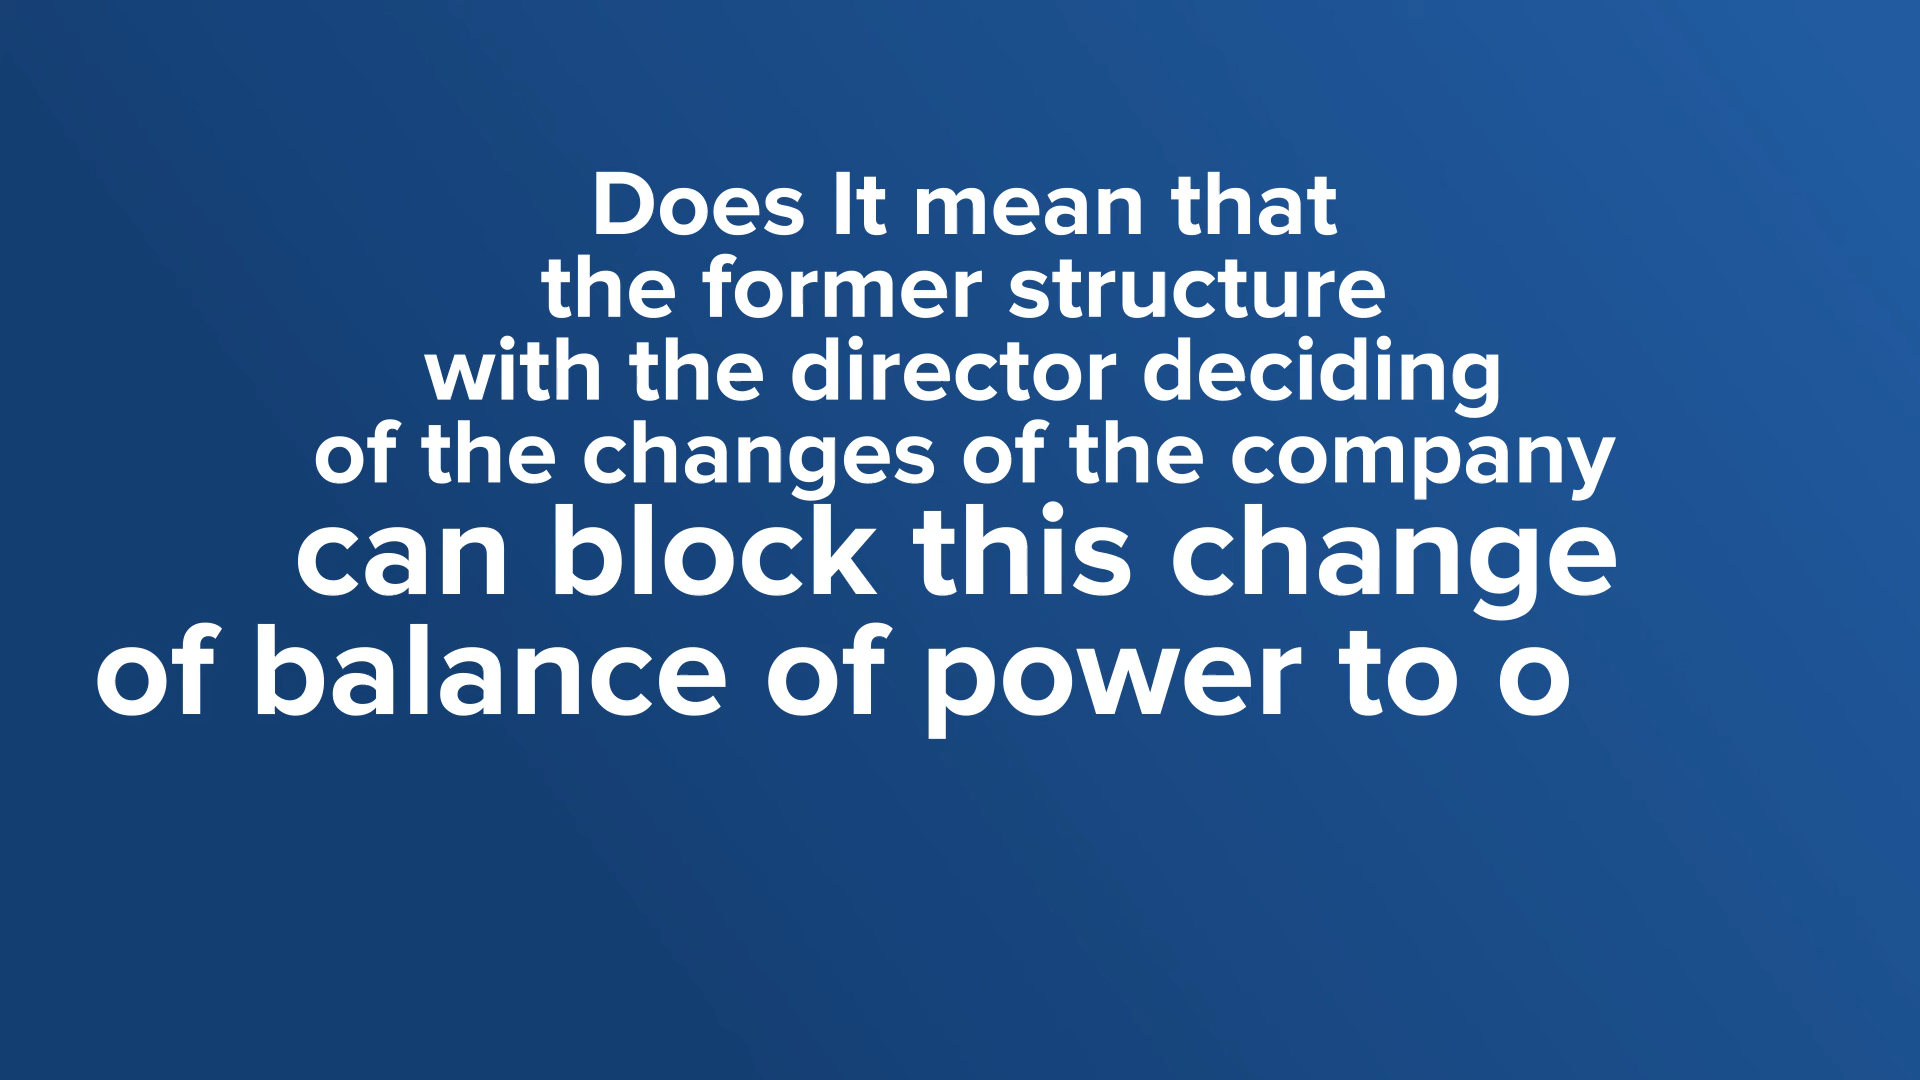 Does It mean that
the former structure
with the director deciding
of the changes of the company
can block this change
of balance of power to o